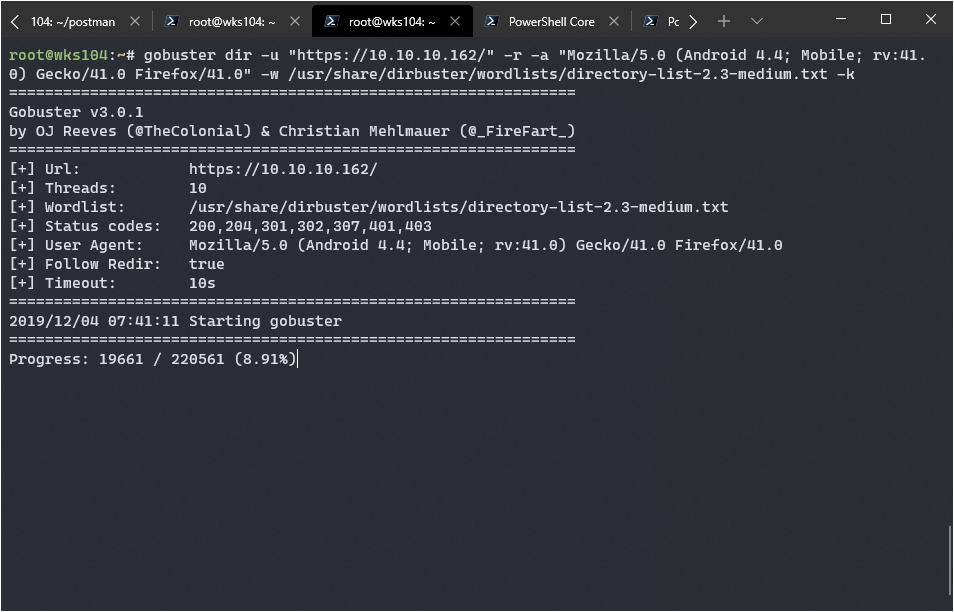 104: ~/postman
root@wks104: ~
root@wks104: ~
PowerShell Core
Pc
root@wks104:~# gobuster dir -u "https://10.10.10.162/" -r -a "Mozilla/5.0 (Android 4.4; Mobile; rv:41.
0) Gecko/41.0 Firefox/41.0" -w /usr/share/dirbuster/wordlists/directory-list-2.3-medium.txt -k
===============================================================
Gobuster v3.0.1
by OJ Reeves (@TheColonial) & Christian Mehlmauer (@_FireFart_)
===============================================================
[+] Url:            https://10.10.10.162/
[+] Threads:        10
[+] Wordlist:       /usr/share/dirbuster/wordlists/directory-list-2.3-medium.txt
[+] Status codes:   200,204,301,302,307,401,403
[+] User Agent:     Mozilla/5.0 (Android 4.4; Mobile; rv:41.0) Gecko/41.0 Firefox/41.0
[+] Follow Redir:   true
[+] Timeout:        10s
===============================================================
2019/12/04 07:41:11 Starting gobuster
===============================================================
Progress: 19661 / 220561 (8.91%)